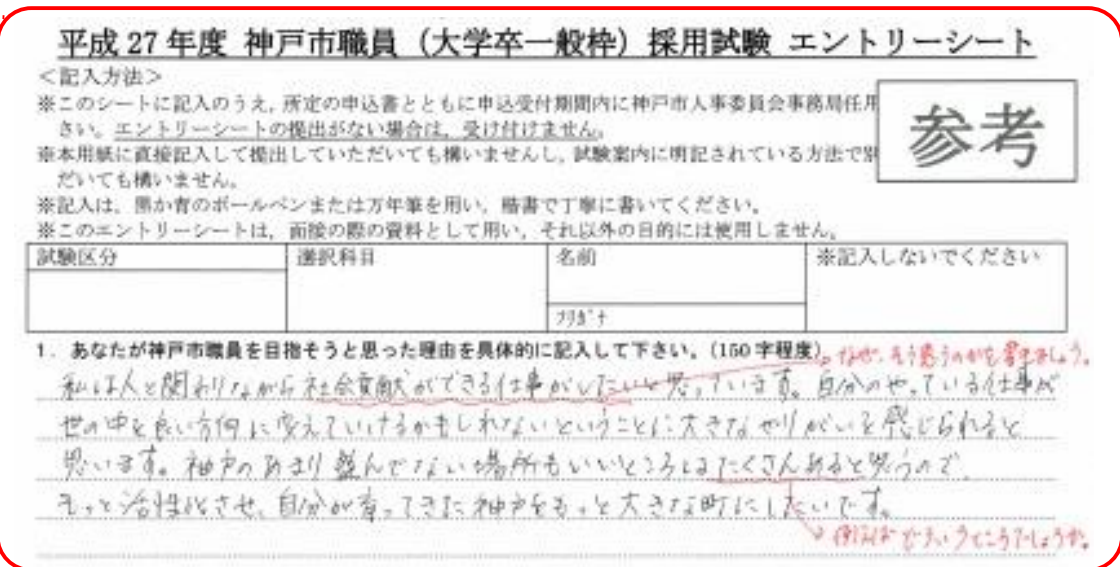 平成 27 年度 神戸市職員（大学卒一般枠）採用試験 エントリーシート
＜記入方法＞
※このシートに記入のうえ，所定の申込書とともに申込受付期間内に神戸市人事委員会事務局任用
さい。エントリーシートの提出がない場合は，受け付けません。
参考
※本用紙に直接記入して提出していただいても構いませんし，試験案内に明記されている方法で別
だいても構いません。
※記入は，黒か青のボールペンまたは万年筆を用い，楷書で丁寧に書いてください。
※このエントリーシートは，面接の際の資料として用い，それ以外の目的には使用しません。
試験区分
選択科目
名前
※記入しないでください
フリガナ
1. あなたが神戸市職員を目指そうと思った理由を具体的に記入して下さい。(150 字程度)
なぜ、そう思うのかを書きましょう。
私は人と関わりながら社会貢献ができる仕事がしたいと思っています。自分のやっている仕事が
世の中を良い方向に変えていけるかもしれないということに大きなやりがいを感じられると
思います。神戸のあまり盛んでない場所もいいところはたくさんあると思うので、
もっと活性化させ、自分が育ってきた神戸をもっと大きな町にしたいです。
例えばどういうところでしょうか。